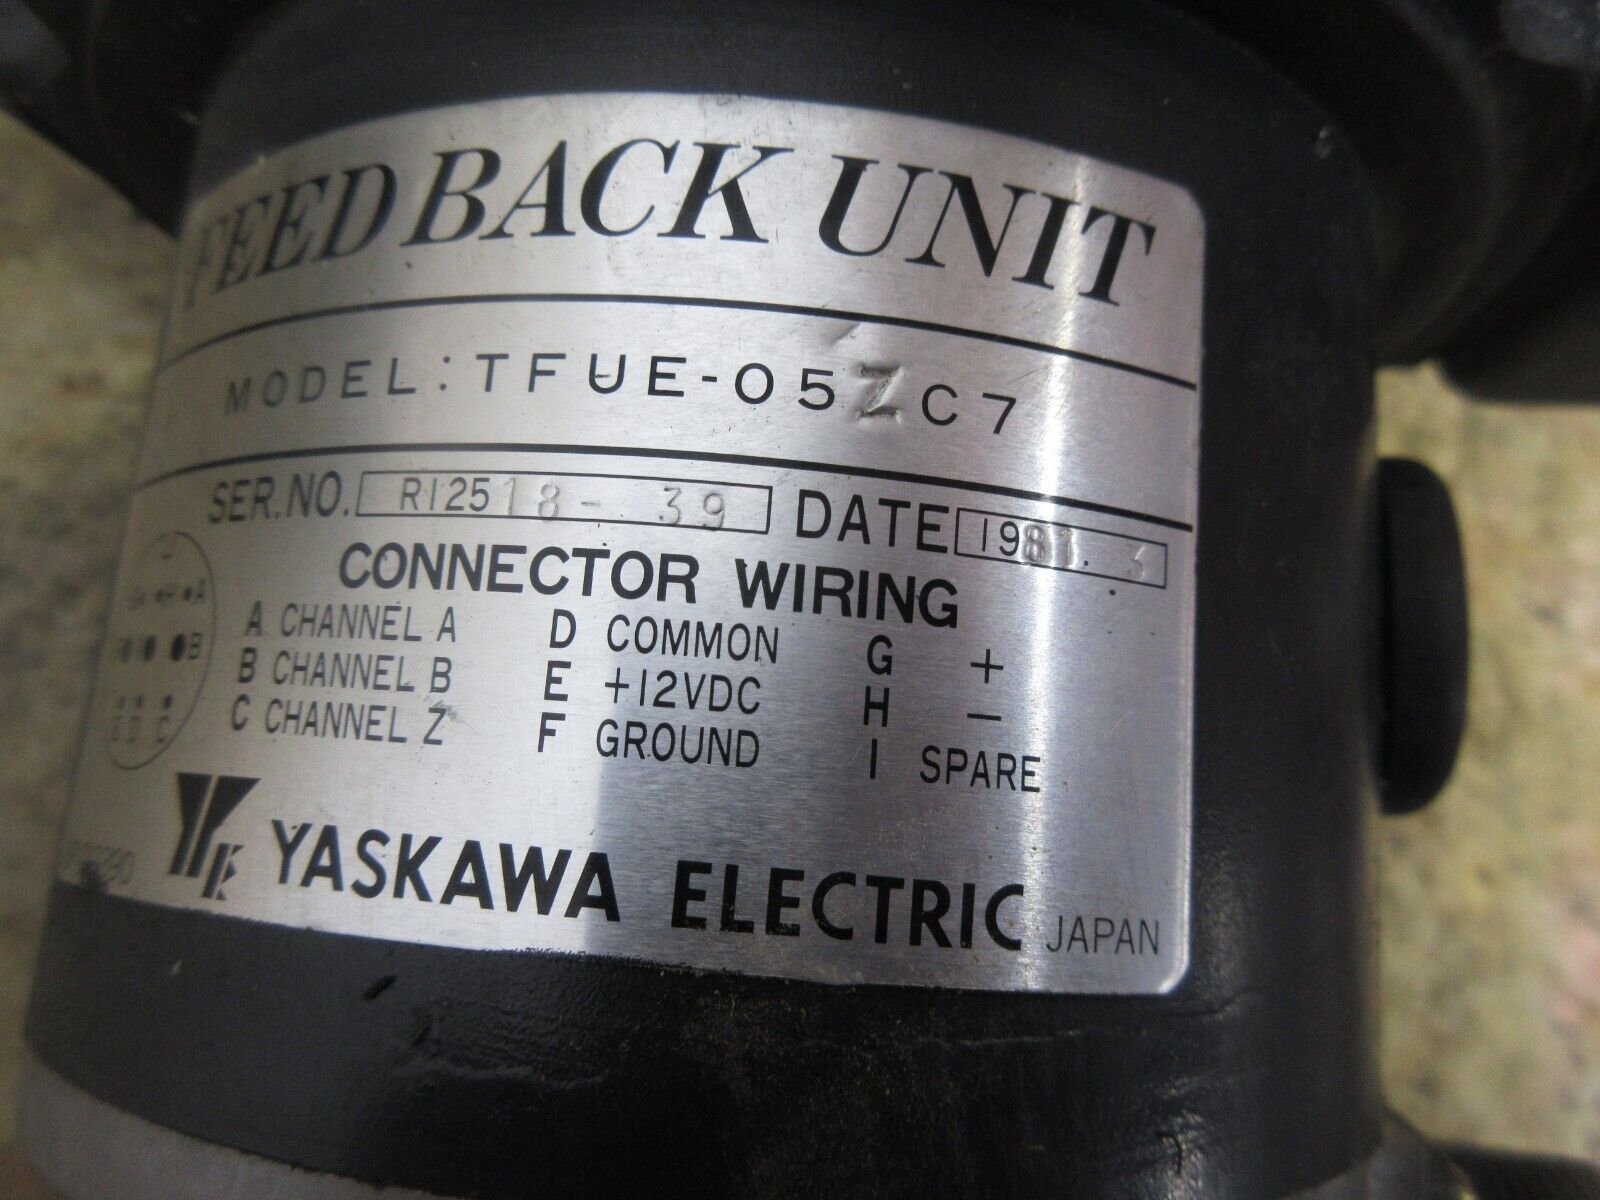 FEED BACK UNIT
MODEL: TFUE-05ZC7
SER.NO. R12518-39 DATE 1981.3
CONNECTOR WIRING
A CHANNEL A D COMMON G +
B CHANNEL B E +12VDC H −
C CHANNEL Z F GROUND I SPARE
A
B
E D C
YASKAWA ELECTRIC JAPAN